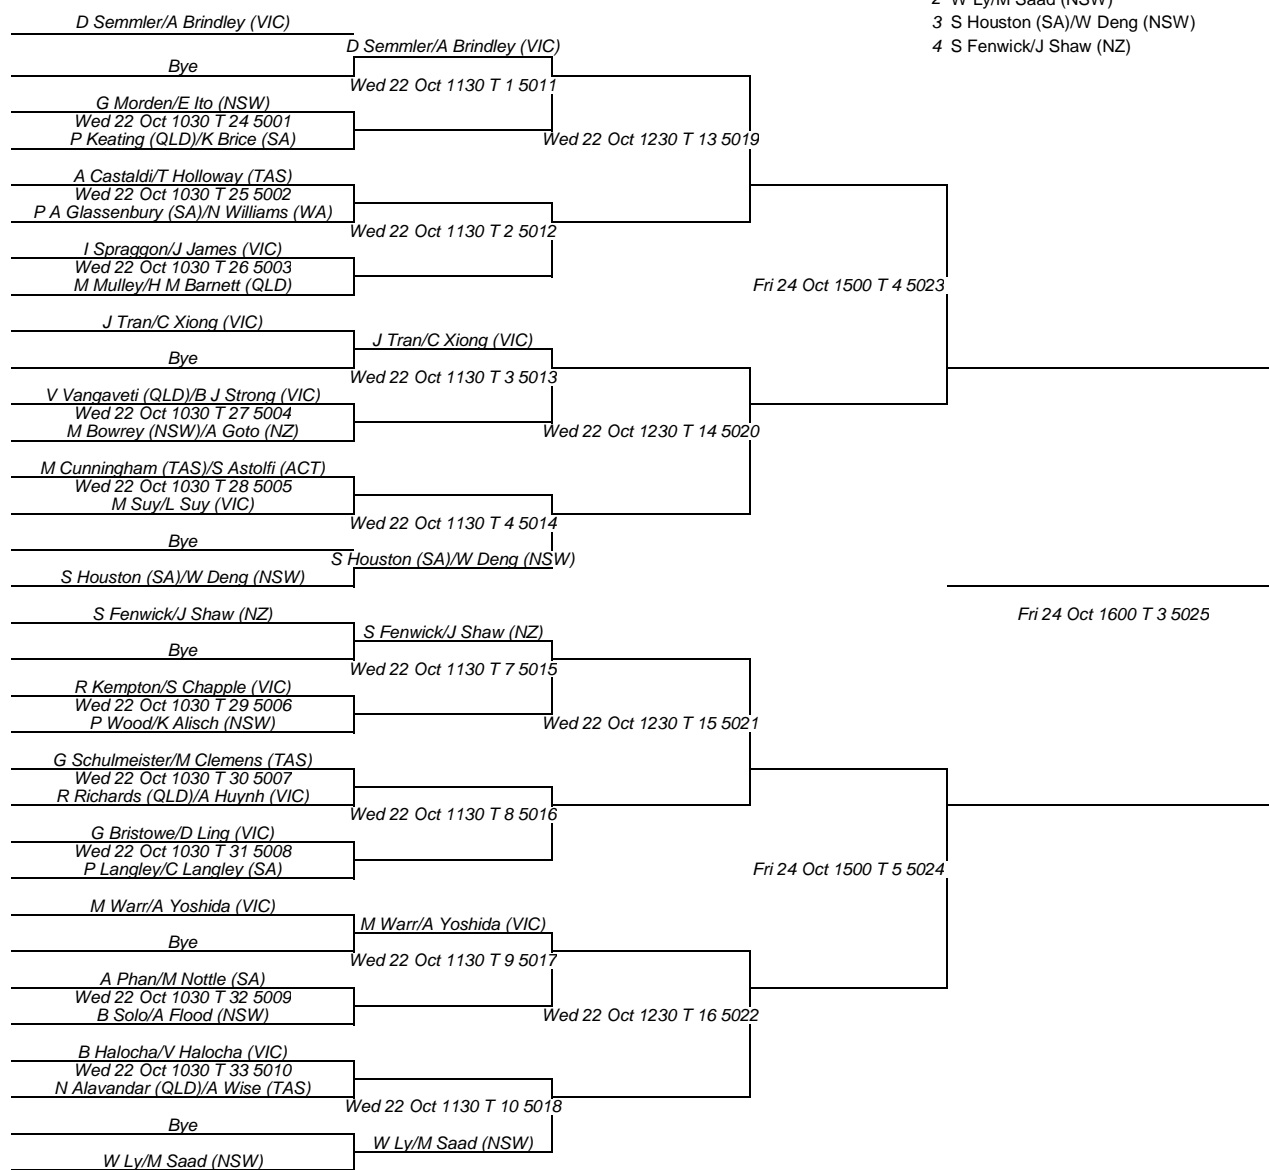 2 W Ly/M Saad (NSW)
3 S Houston (SA)/W Deng (NSW)
4 S Fenwick/J Shaw (NZ)
D Semmler/A Brindley (VIC)
D Semmler/A Brindley (VIC)
Bye
Wed 22 Oct 1130 T 1 5011
G Morden/E Ito (NSW)
Wed 22 Oct 1030 T 24 5001
P Keating (QLD)/K Brice (SA)
Wed 22 Oct 1230 T 13 5019
A Castaldi/T Holloway (TAS)
Wed 22 Oct 1030 T 25 5002
P A Glassenbury (SA)/N Williams (WA)
Wed 22 Oct 1130 T 2 5012
I Spraggon/J James (VIC)
Wed 22 Oct 1030 T 26 5003
M Mulley/H M Barnett (QLD)
Fri 24 Oct 1500 T 4 5023
J Tran/C Xiong (VIC)
J Tran/C Xiong (VIC)
Bye
Wed 22 Oct 1130 T 3 5013
V Vangaveti (QLD)/B J Strong (VIC)
Wed 22 Oct 1030 T 27 5004
M Bowrey (NSW)/A Goto (NZ)
Wed 22 Oct 1230 T 14 5020
M Cunningham (TAS)/S Astolfi (ACT)
Wed 22 Oct 1030 T 28 5005
M Suy/L Suy (VIC)
Wed 22 Oct 1130 T 4 5014
Bye
S Houston (SA)/W Deng (NSW)
S Houston (SA)/W Deng (NSW)
S Fenwick/J Shaw (NZ)
Fri 24 Oct 1600 T 3 5025
S Fenwick/J Shaw (NZ)
Bye
Wed 22 Oct 1130 T 7 5015
R Kempton/S Chapple (VIC)
Wed 22 Oct 1030 T 29 5006
P Wood/K Alisch (NSW)
Wed 22 Oct 1230 T 15 5021
G Schulmeister/M Clemens (TAS)
Wed 22 Oct 1030 T 30 5007
R Richards (QLD)/A Huynh (VIC)
Wed 22 Oct 1130 T 8 5016
G Bristowe/D Ling (VIC)
Wed 22 Oct 1030 T 31 5008
P Langley/C Langley (SA)
Fri 24 Oct 1500 T 5 5024
M Warr/A Yoshida (VIC)
M Warr/A Yoshida (VIC)
Bye
Wed 22 Oct 1130 T 9 5017
A Phan/M Nottle (SA)
Wed 22 Oct 1030 T 32 5009
B Solo/A Flood (NSW)
Wed 22 Oct 1230 T 16 5022
B Halocha/V Halocha (VIC)
Wed 22 Oct 1030 T 33 5010
N Alavandar (QLD)/A Wise (TAS)
Wed 22 Oct 1130 T 10 5018
Bye
W Ly/M Saad (NSW)
W Ly/M Saad (NSW)